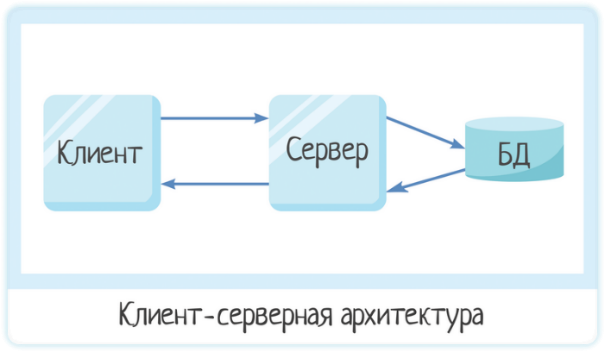 Клиент
Сервер
БД
Клиент-серверная архитектура